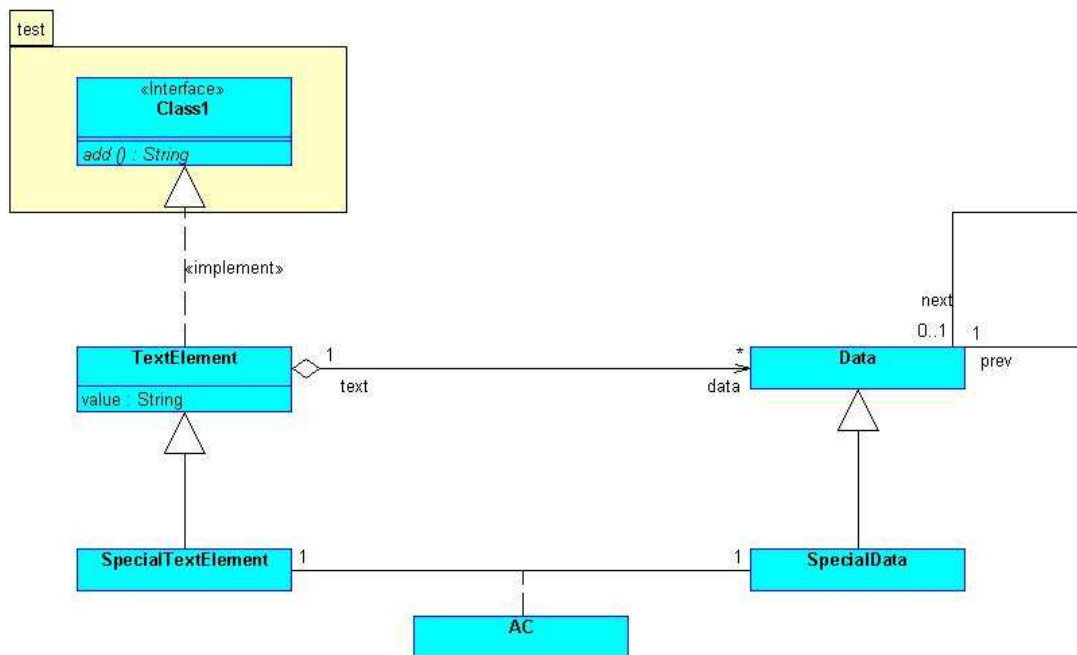 test
«Interface»
Class1
add () : String
«implement»
next
0..1
1
prev
TextElement
value : String
1
text
*
data
Data
SpecialTextElement
1
1
SpecialData
AC